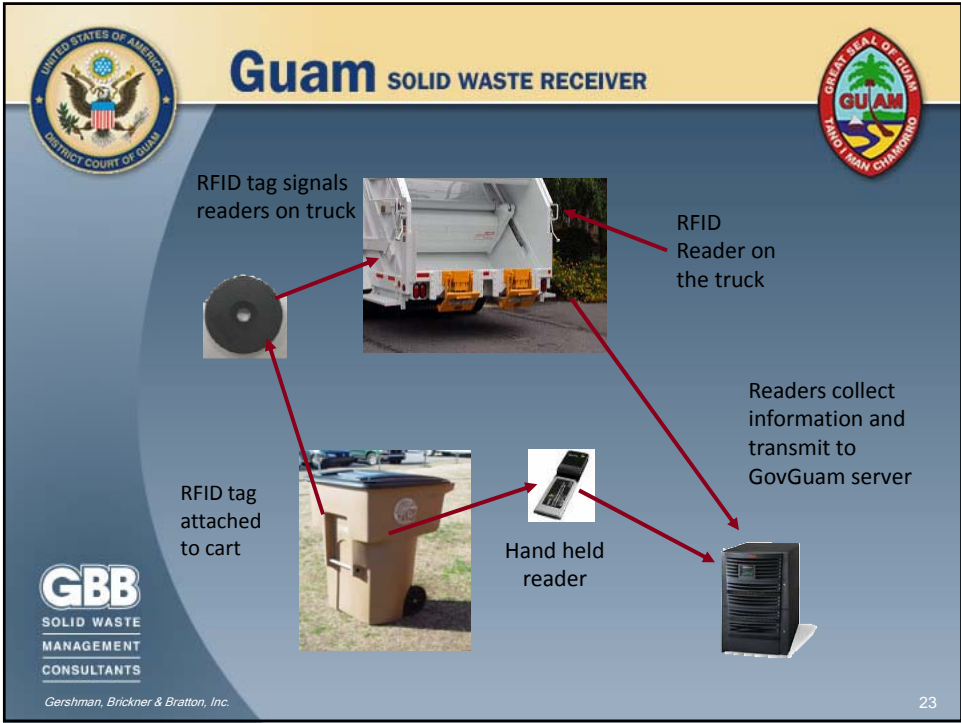 UNITED STATES OF AMERICA
DISTRICT COURT OF GUAM
Guam SOLID WASTE RECEIVER
GREAT SEAL OF GUAM
GUAM
TANO I MAN CHAMORRO
RFID tag signals
readers on truck
RFID
Reader on
the truck
Readers collect
information and
transmit to
GovGuam server
RFID tag
attached
to cart
Hand held
reader
GBB
SOLID WASTE
MANAGEMENT
CONSULTANTS
Gershman, Brickner & Bratton, Inc.
23